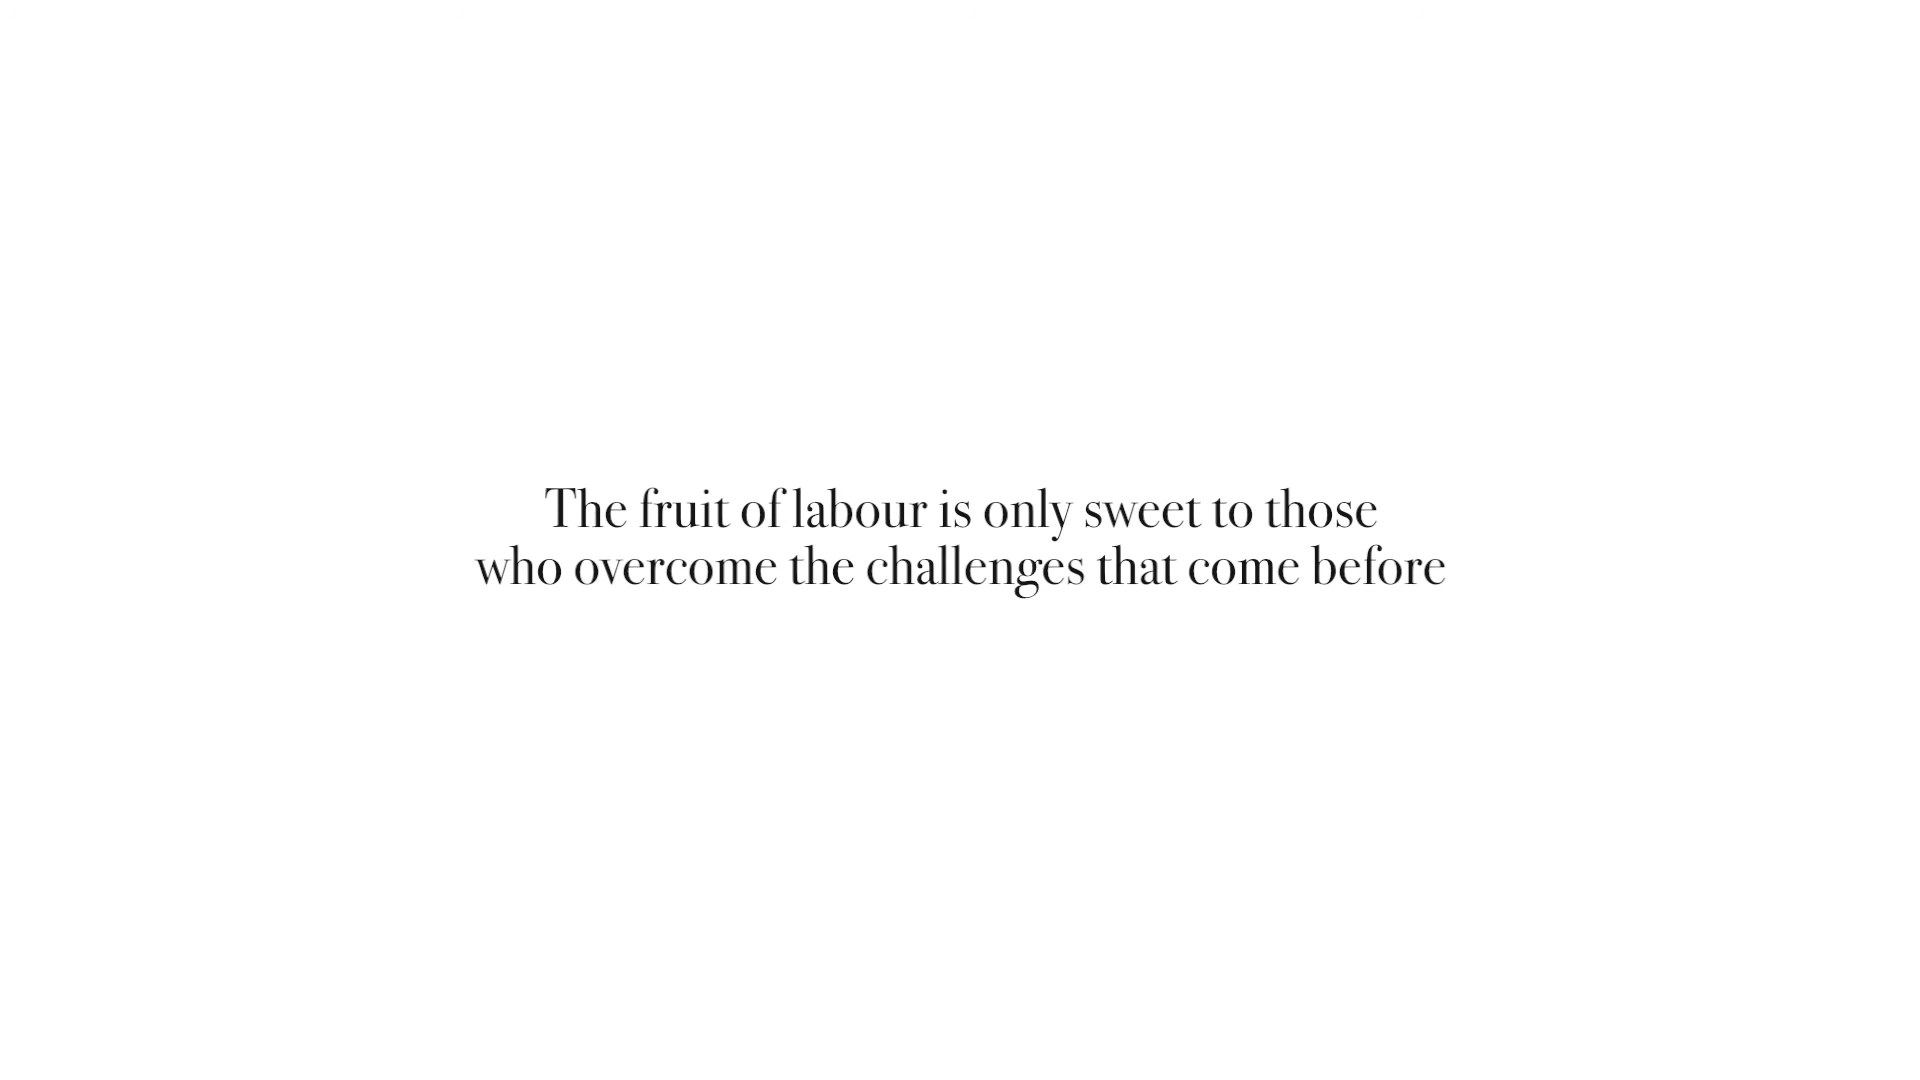 The fruit of labour is only sweet to those
who overcome the challenges that come before